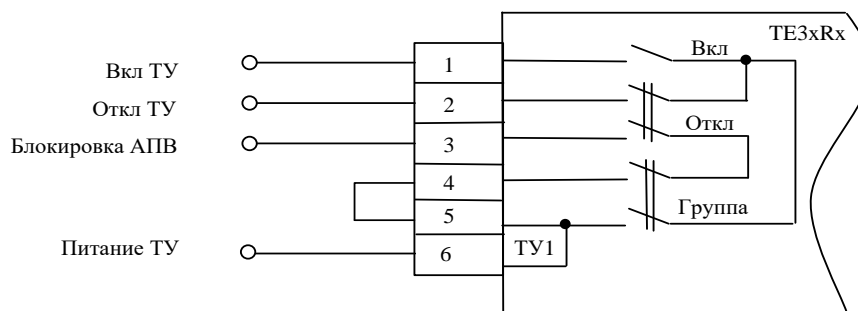 TE3xRx
Вкл ТУ
1
Вкл
Откл ТУ
2
Блокировка АПВ
3
Откл
4
5
Группа
Питание ТУ
6
ТУ1